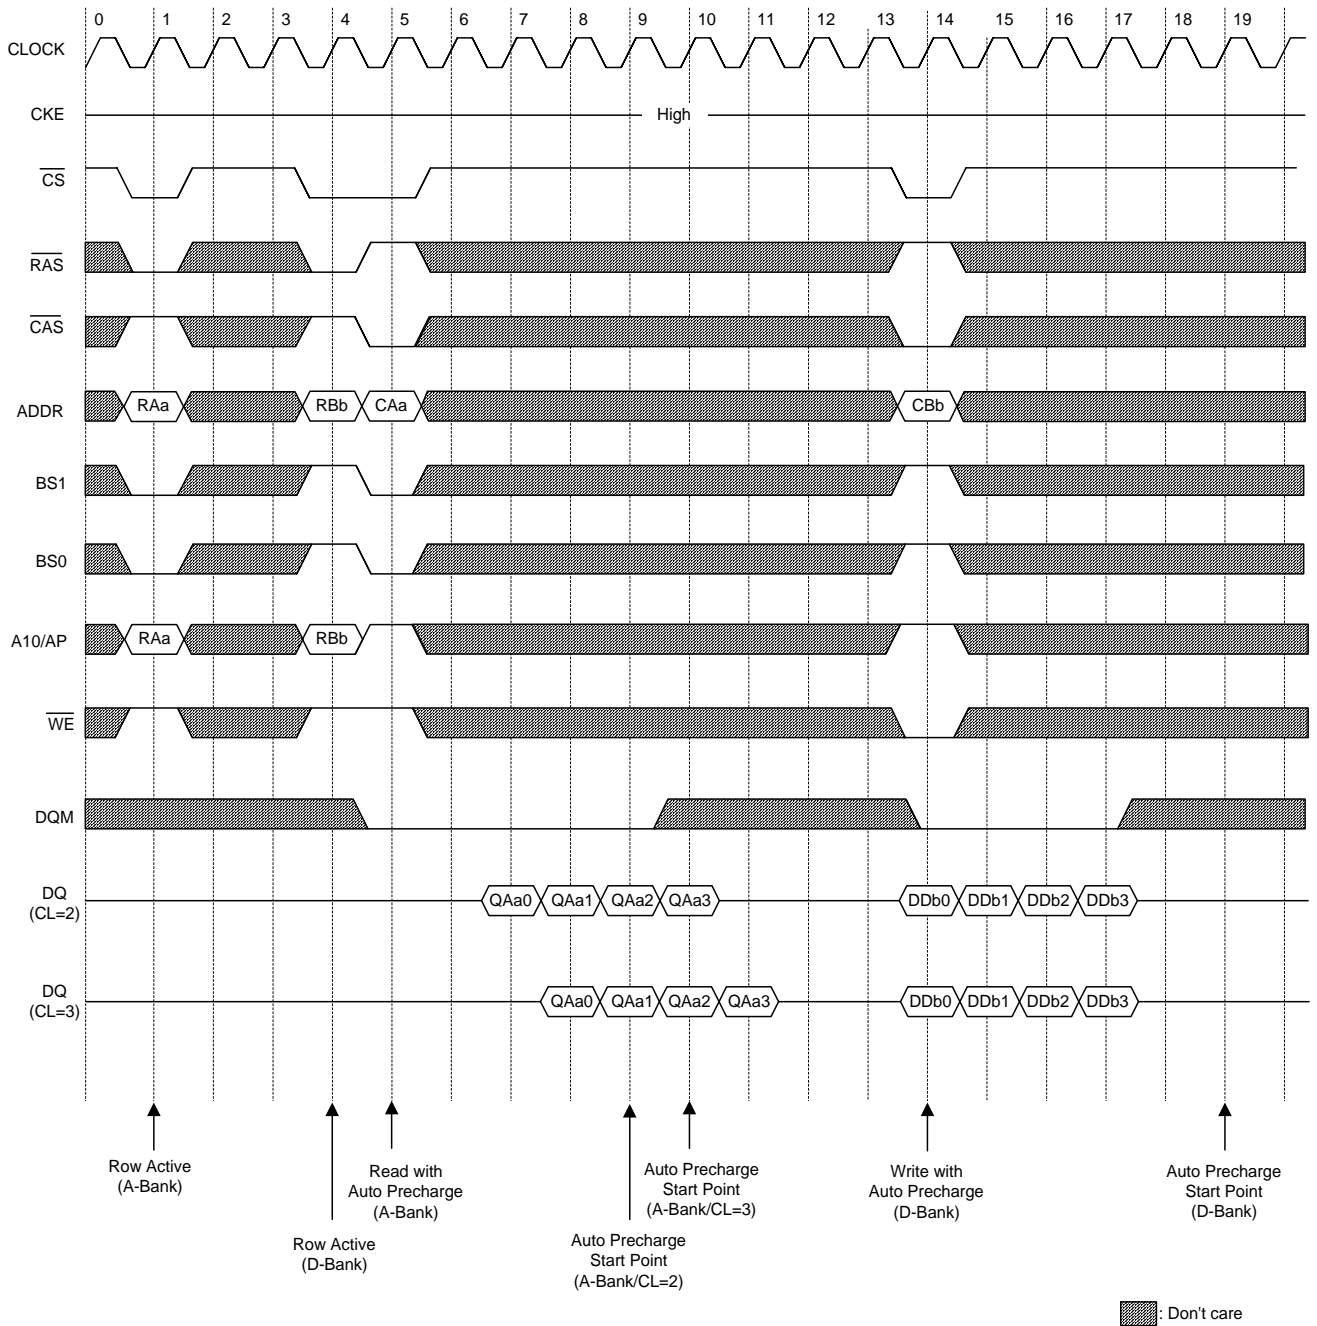 0 1 2 3 4 5 6 7 8 9 10 11 12 13 14 15 16 17 18 19
CLOCK
CKE
High
CS
RAS
CAS
ADDR
RAa RBb CAa CBb
BS1
BS0
A10/AP
RAa RBb
WE
DQM
DQ
(CL=2)
QAa0 QAa1 QAa2 QAa3 DDb0 DDb1 DDb2 DDb3
DQ
(CL=3)
QAa0 QAa1 QAa2 QAa3 DDb0 DDb1 DDb2 DDb3
Row Active
(A-Bank)
Row Active
(D-Bank)
Read with
Auto Precharge
(A-Bank)
Auto Precharge
Start Point
(A-Bank/CL=2)
Auto Precharge
Start Point
(A-Bank/CL=3)
Write with
Auto Precharge
(D-Bank)
Auto Precharge
Start Point
(D-Bank)
: Don't care